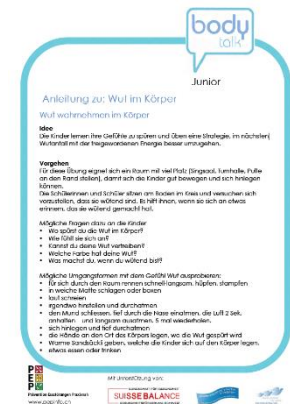 body
talk
Junior
Anleitung zu: Wut im Körper
Wut wahrnehmen im Körper
Idee
Die Kinder lernen ihre Gefühle zu spüren und üben eine Strategie, im nächsten
Wutanfall mit der freigewordenen Energie besser umzugehen.
Vorgehen
Für diese Übung eignet sich ein Raum mit viel Platz (Singsaal, Turnhalle, Pulte
an den Rand stellen), damit sich die Kinder gut bewegen und sich hinlegen
können.
Die Schülerinnen und Schüler sitzen am Boden im Kreis und versuchen sich
vorzustellen, dass sie wütend sind. Es hilft ihnen, wenn sie sich an etwas
erinnern, das sie wütend gemacht hat.
Mögliche Fragen dazu an die Kinder
• Wo spürst du die Wut im Körper?
• Wie fühlt sie sich an?
• Kannst du deine Wut vertreiben?
• Welche Farbe hat deine Wut?
• Was machst du, wenn du wütend bist?
Mögliche Umgangsformen mit dem Gefühl Wut ausprobieren:
• für sich durch den Raum rennen schnell-langsam, hüpfen, stampfen
• in weiche Matte schlagen oder boxen
• laut schreien
• irgendwo hinstellen und durchatmen
• den Mund schliessen, tief durch die Nase einatmen, die Luft 2 Sek.
anhalten und langsam ausatmen. 5 mal wiederholen.
• sich hinlegen und tief durchatmen
• die Hände an den Ort des Körpers legen, wo die Wut gespürt wird
• Warme Sandsäckli geben, welche die Kinder sich auf den Körper legen.
• etwas essen oder trinken
PEP
Mit Unterstützung von:
SUISSE BALANCE
www.pepinfo.ch